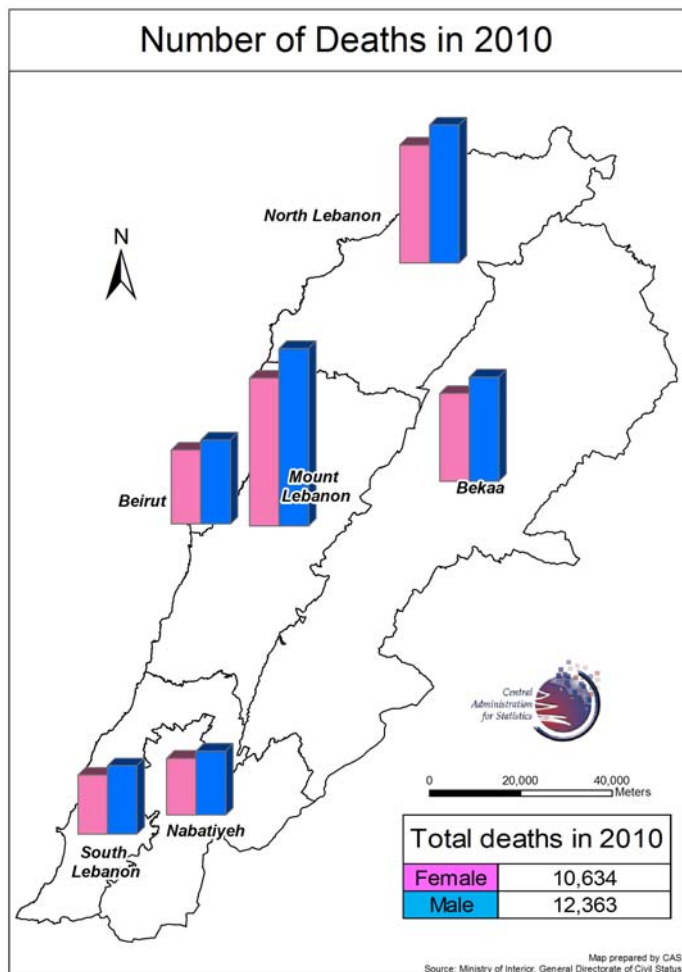 Number of Deaths in 2010
North Lebanon
N
Mount
Lebanon
Bekaa
Beirut
Central
Administration
for Statistics
0 20,000 40,000
Meters
Nabatiyeh
South
Lebanon
Total deaths in 2010
Female 10,634
Male 12,363
Map prepared by CAS
Source: Ministry of Interior, General Directorate of Civil Status